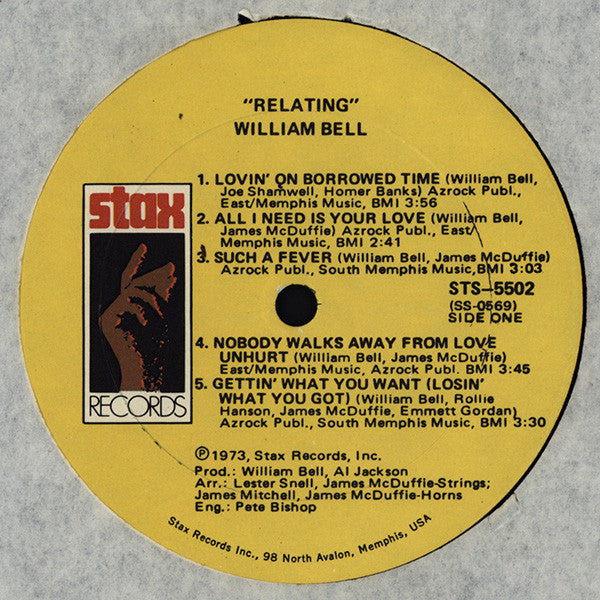 "RELATING"
WILLIAM BELL
1. LOVIN' ON BORROWED TIME (William Bell,
Joe Shamwell, Homer Banks) Azrock Publ.,
East/Memphis Music, BMI 3:56
2. ALL I NEED IS YOUR LOVE (William Bell,
James McDuffie) Azrock Publ., East/
Memphis Music, BMI 2:41
3. SUCH A FEVER (William Bell, James McDuffie)
Azrock Publ., South Memphis Music, BMI 3:03
stax
RECORDS
STS-5502
(SS-0569)
SIDE ONE
4. NOBODY WALKS AWAY FROM LOVE
UNHURT (William Bell, James McDuffie)
East/Memphis Music, Azrock Publ. BMI 3:45
5. GETTIN' WHAT YOU WANT (LOSIN'
WHAT YOU GOT) (William Bell, Rollie
Hanson, James McDuffie, Emmett Gordan)
Azrock Publ., South Memphis Music, BMI 3:30
℗1973, Stax Records, Inc.
Prod.: William Bell, Al Jackson
Arr.: Lester Snell, James McDuffie-Strings;
James Mitchell, James McDuffie-Horns
Eng.: Pete Bishop
Stax Records Inc., 98 North Avalon, Memphis, USA